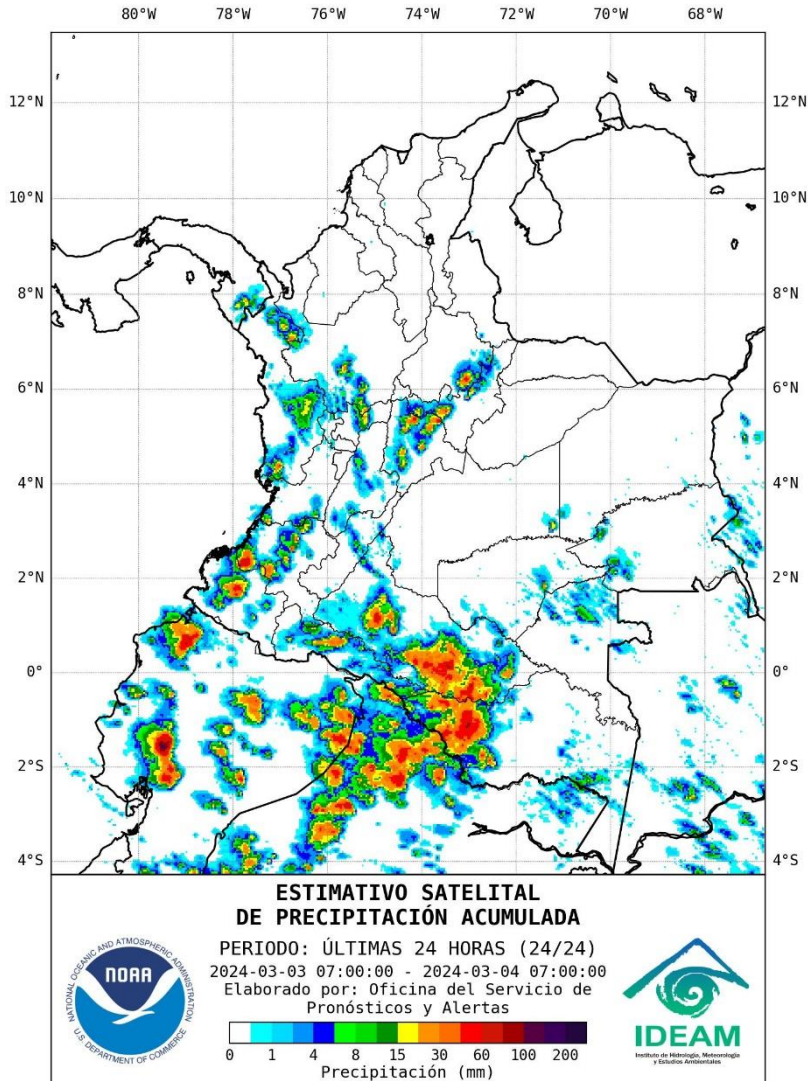 80°W 78°W 76°W 74°W 72°W 70°W 68°W
12°N 12°N
10°N 10°N
8°N 8°N
6°N 6°N
4°N 4°N
2°N 2°N
0° 0°
2°S 2°S
4°S 4°S
ESTIMATIVO SATELITAL
DE PRECIPITACIÓN ACUMULADA
PERIODO: ÚLTIMAS 24 HORAS (24/24)
2024-03-03 07:00:00 - 2024-03-04 07:00:00
Elaborado por: Oficina del Servicio de
Pronósticos y Alertas
0 1 4 8 15 30 60 100 200
Precipitación (mm)
NATIONAL OCEANIC AND ATMOSPHERIC ADMINISTRATION
NOAA
U.S. DEPARTMENT OF COMMERCE
IDEAM
Instituto de Hidrología, Meteorología
y Estudios Ambientales